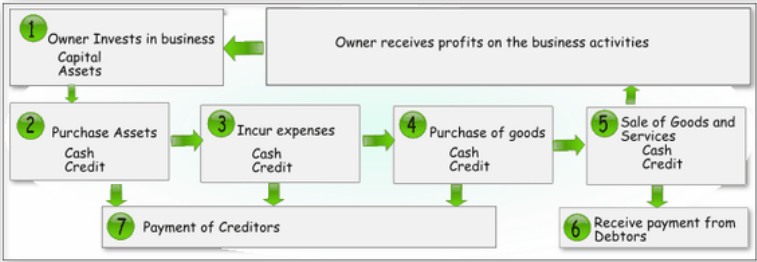 1
Owner Invests in business
Capital
Assets
Owner receives profits on the business activities
2
Purchase Assets
Cash
Credit
3
Incur expenses
Cash
Credit
4
Purchase of goods
Cash
Credit
5
Sale of Goods and
Services
Cash
Credit
7
Payment of Creditors
6
Receive payment from
Debtors